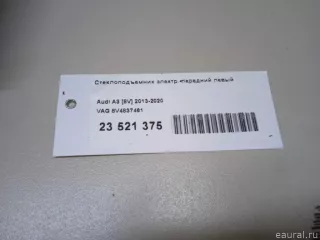 Стеклоподъемник электр. передний левый
Audi A3 [8V] 2013-2020
VAG 8V4837461
23 521 375
eaural.ru